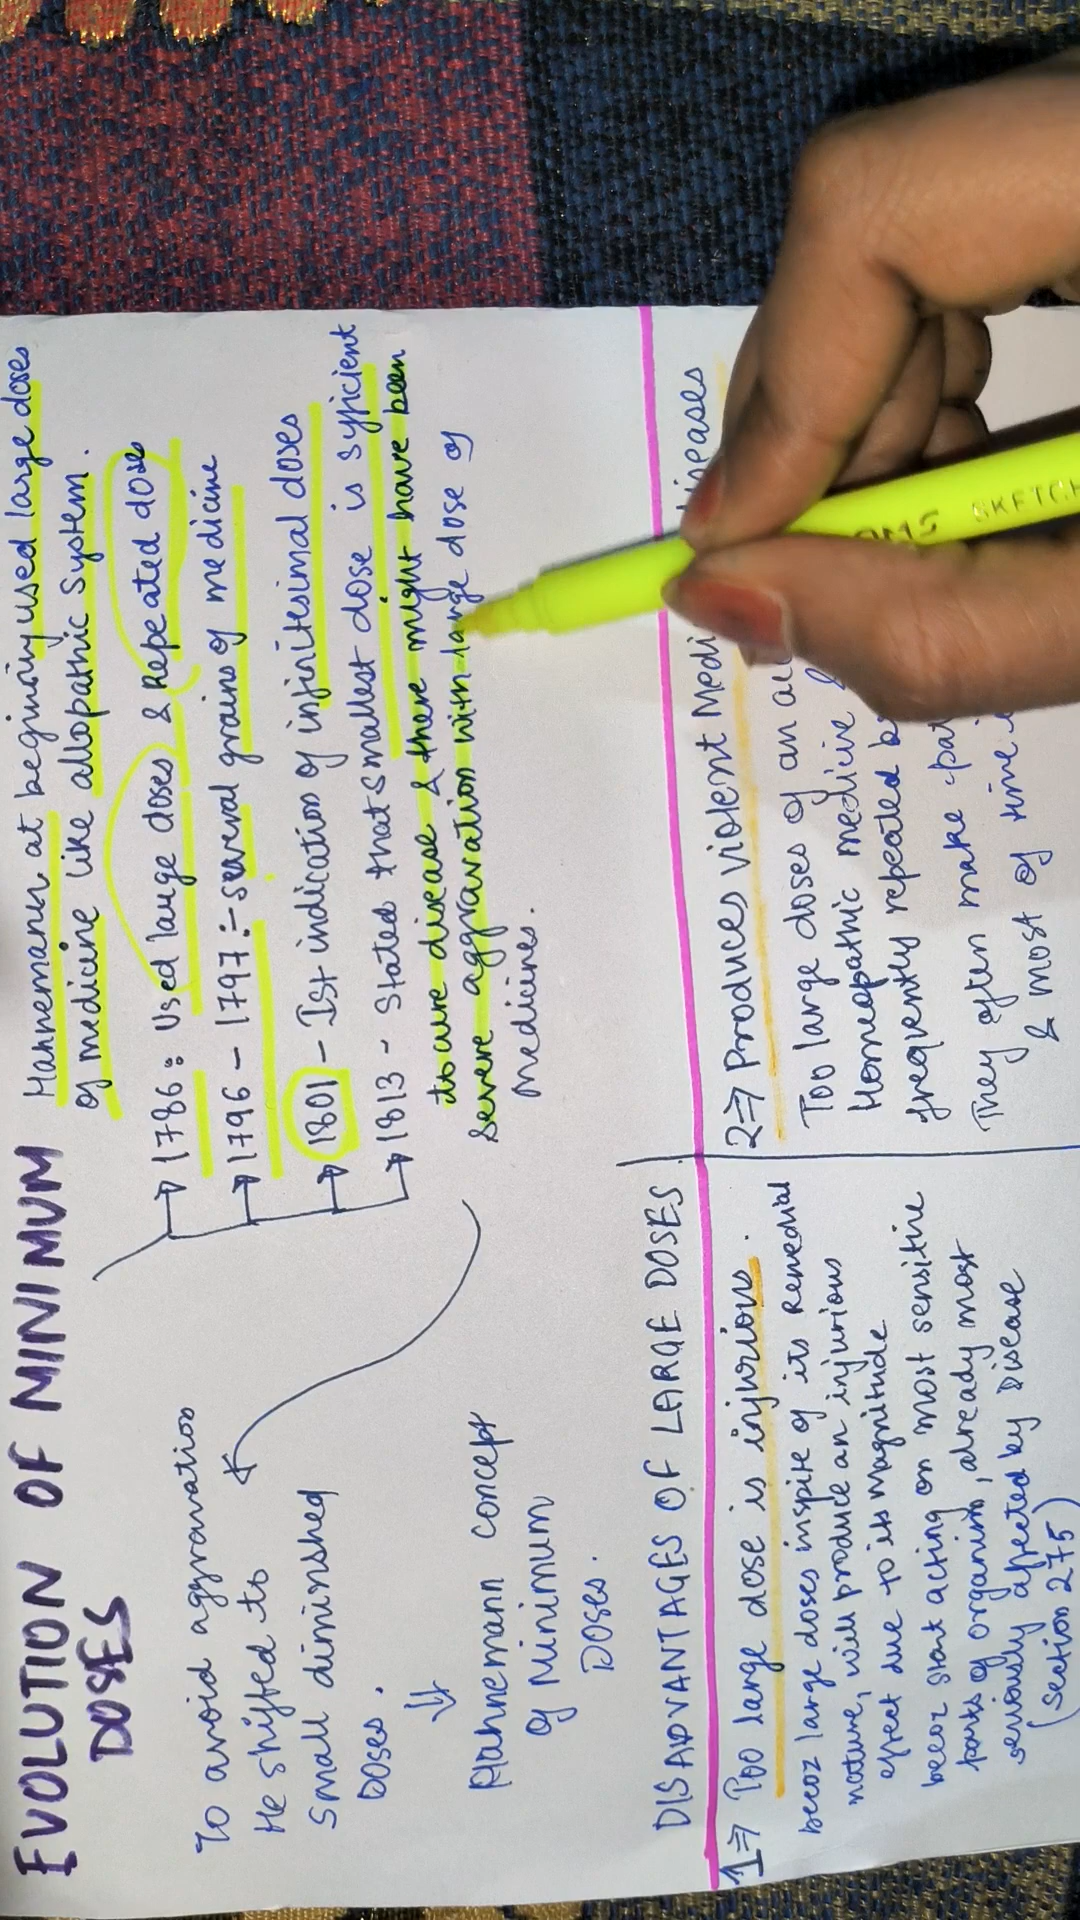 EVOLUTION OF MINIMUM
DOSES
Hahnemann at beginning used large doses
of medicine like allopathic System.
1786: Used large doses & Repeated doses
1796 - 1797 :- several grains of medicine
1801 - Ist indication of infinitesimal doses
1813 - Stated that smallest dose is sufficient
to cure disease & there might have been
severe aggravation with large dose of
medicines.
To avoid aggravation
He shifted to
small diminished
Doses.
Hahnemann concept
of Minimum
Doses.
DISADVANTAGES OF LARGE DOSES
1⇒ Too large dose is injurious.
becoz large doses inspite of its Remedial
nature, will produce an injurious
effect due to its magnitude
becoz start acting on most sensitive
parts of organism, already most
seriously affected by Disease
(Section 275)
2⇒ Produces violent Medi iseases
Too large doses of an
Homeopathic medicine &
frequently repeated
They often make
& most of time
SKETCH